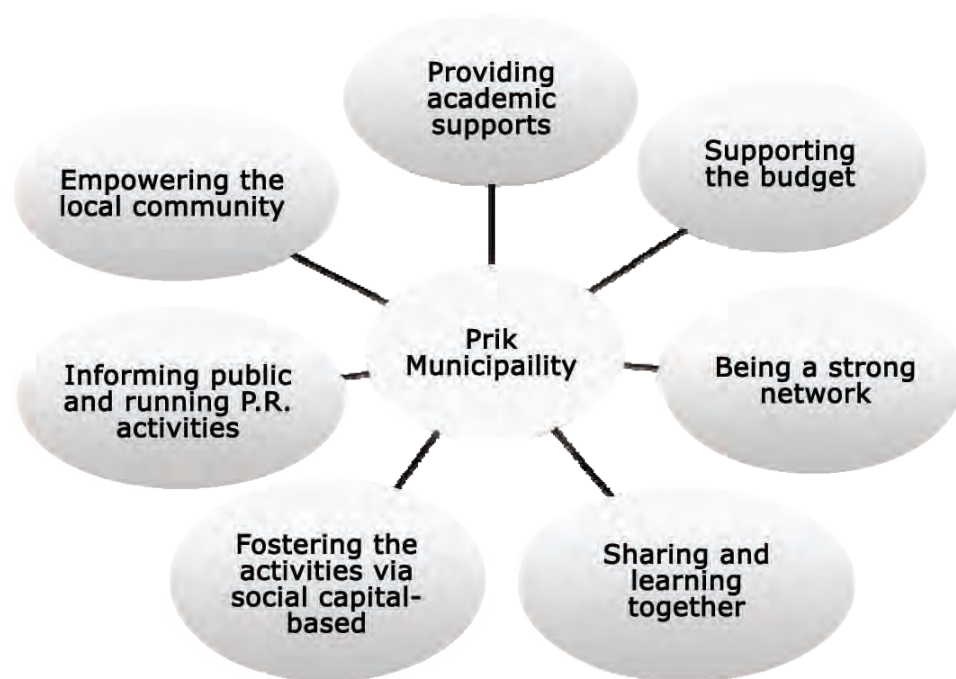 Providing
academic
supports
Supporting
the budget
Empowering the
local community
Prik
Municipaility
Being a strong
network
Informing public
and running P.R.
activities
Fostering the
activities via
social capital-
based
Sharing and
learning
together